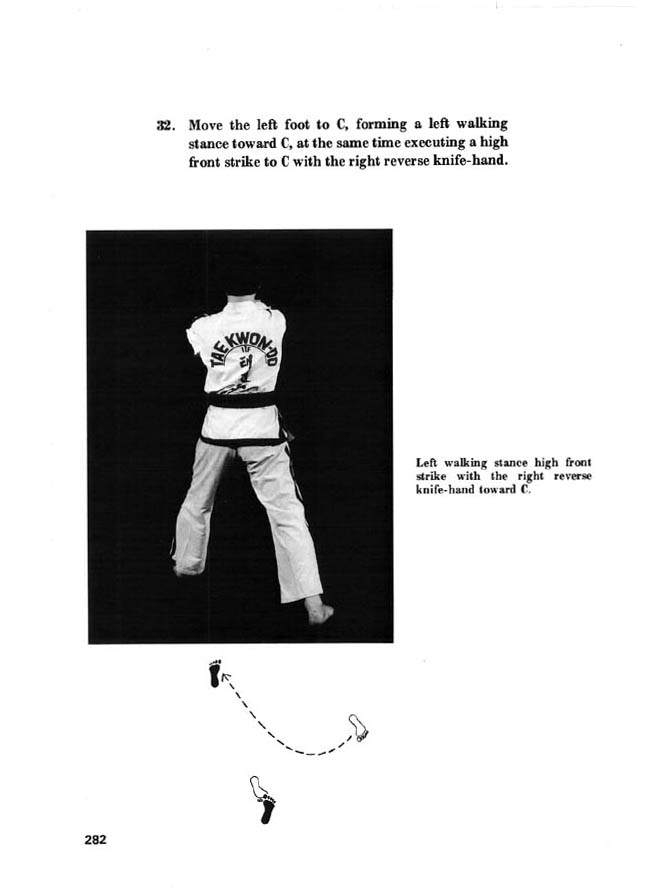 32. Move the left foot to C, forming a left walking
stance toward C, at the same time executing a high
front strike to C with the right reverse knife-hand.
TAE KWON-DO
ITF
태
Left walking stance high front
strike with the right reverse
knife-hand toward C.
282